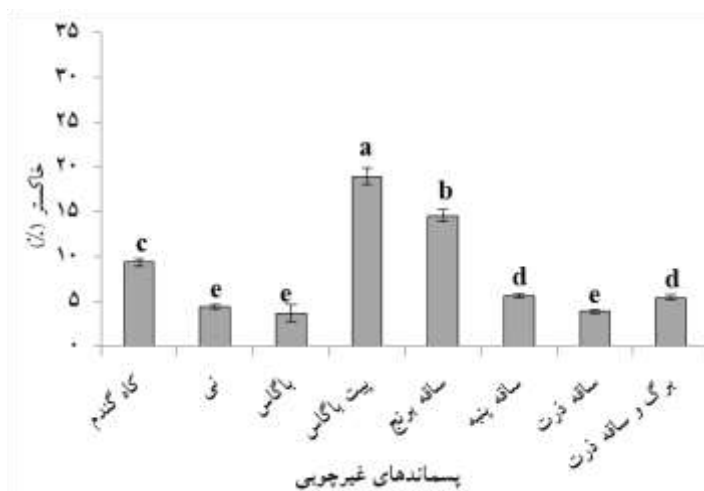 ۳۵
۳۰
۲۵
۲۰
۱۵
۱۰
۵
۰
خاکستر (٪)
c
e
e
a
b
d
e
d
کاه گندم
نی
باگاس
پیت باگاس
ساقه برنج
ساقه پنبه
ساقه ذرت
برگ و ساقه ذرت
پسماندهای غیرچوبی